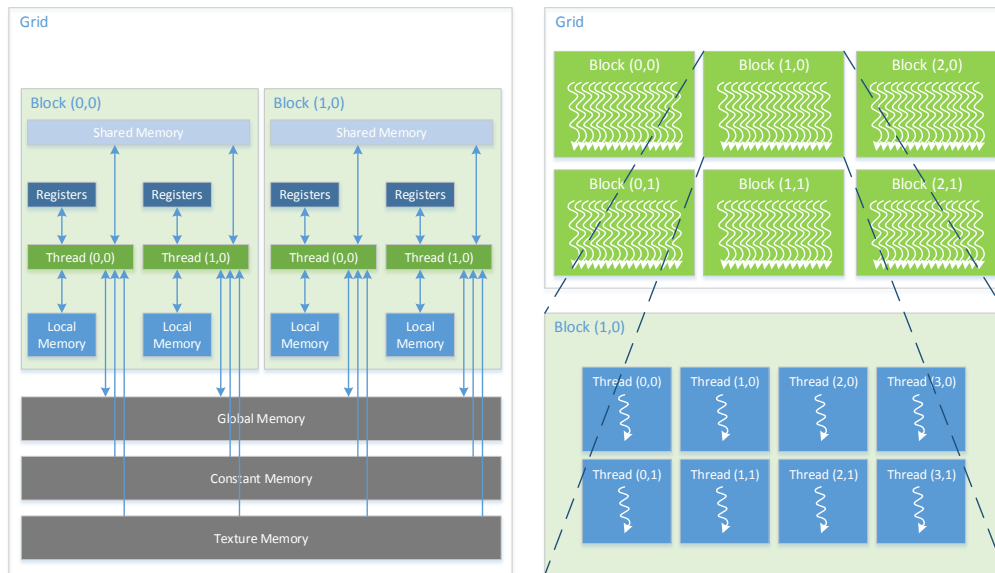 Grid
Block (0,0)
Shared Memory
Registers
Registers
Thread (0,0)
Thread (1,0)
Local
Memory
Local
Memory
Block (1,0)
Shared Memory
Registers
Registers
Thread (0,0)
Thread (1,0)
Local
Memory
Local
Memory
Global Memory
Constant Memory
Texture Memory
Grid
Block (0,0)
Block (1,0)
Block (2,0)
Block (0,1)
Block (1,1)
Block (2,1)
Block (1,0)
Thread (0,0)
Thread (1,0)
Thread (2,0)
Thread (3,0)
Thread (0,1)
Thread (1,1)
Thread (2,1)
Thread (3,1)